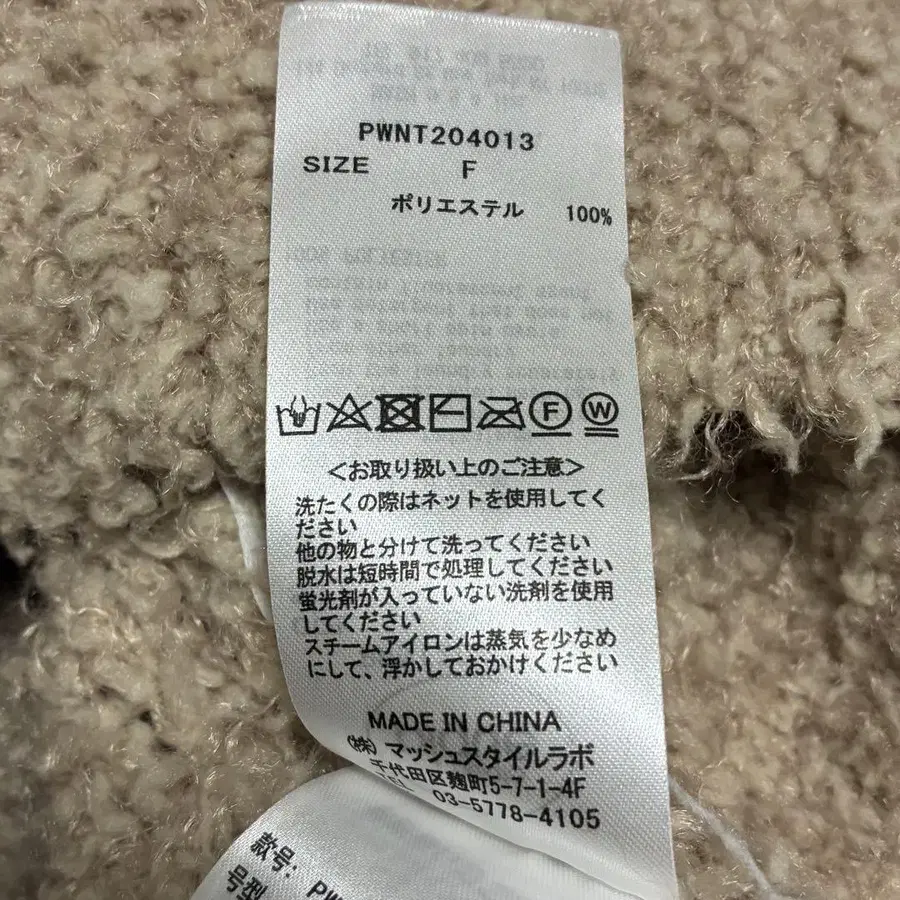 PWNT204013
SIZE F
ポリエステル 100%
F W
<お取り扱い上のご注意>
洗たくの際はネットを使用してく
ださい
他の物と分けて洗ってください
脱水は短時間で処理してください
蛍光剤が入っていない洗剤を使用
してください
スチームアイロンは蒸気を少なめ
にして、浮かしておかけください
MADE IN CHINA
㈱ マッシュスタイルラボ
千代田区麹町5-7-1-4F
TEL 03-5778-4105
款号: PW
号型